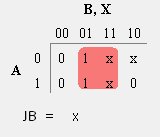 B, X
00 01 11 10
0 0 1 x x
A
1 0 1 x 0
JB = x